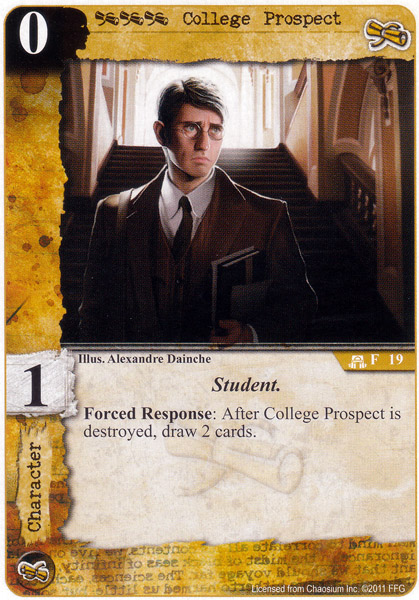 0
College Prospect
Illus. Alexandre Dainche
F 19
1
Student.
Forced Response: After College Prospect is
destroyed, draw 2 cards.
Character
Licensed from Chaosium Inc. ©2011 FFG